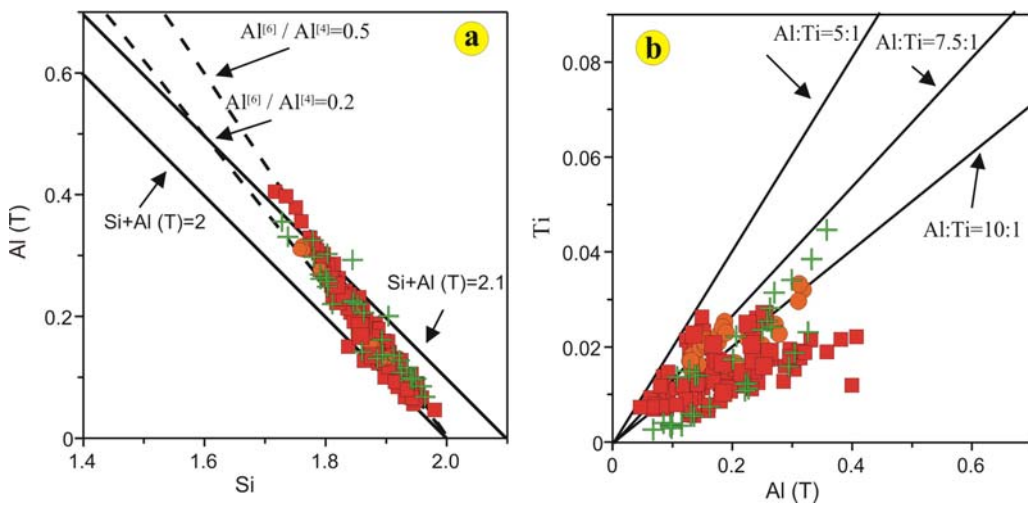 a
Al[6] / Al[4]=0.5
Al[6] / Al[4]=0.2
Si+Al (T)=2
Si+Al (T)=2.1
Al (T)
0.6
0.4
0.2
0
1.4
1.6
1.8
2.0
Si
b
Al:Ti=5:1
Al:Ti=7.5:1
Al:Ti=10:1
Ti
0.08
0.06
0.04
0.02
0
0
0.2
0.4
0.6
Al (T)